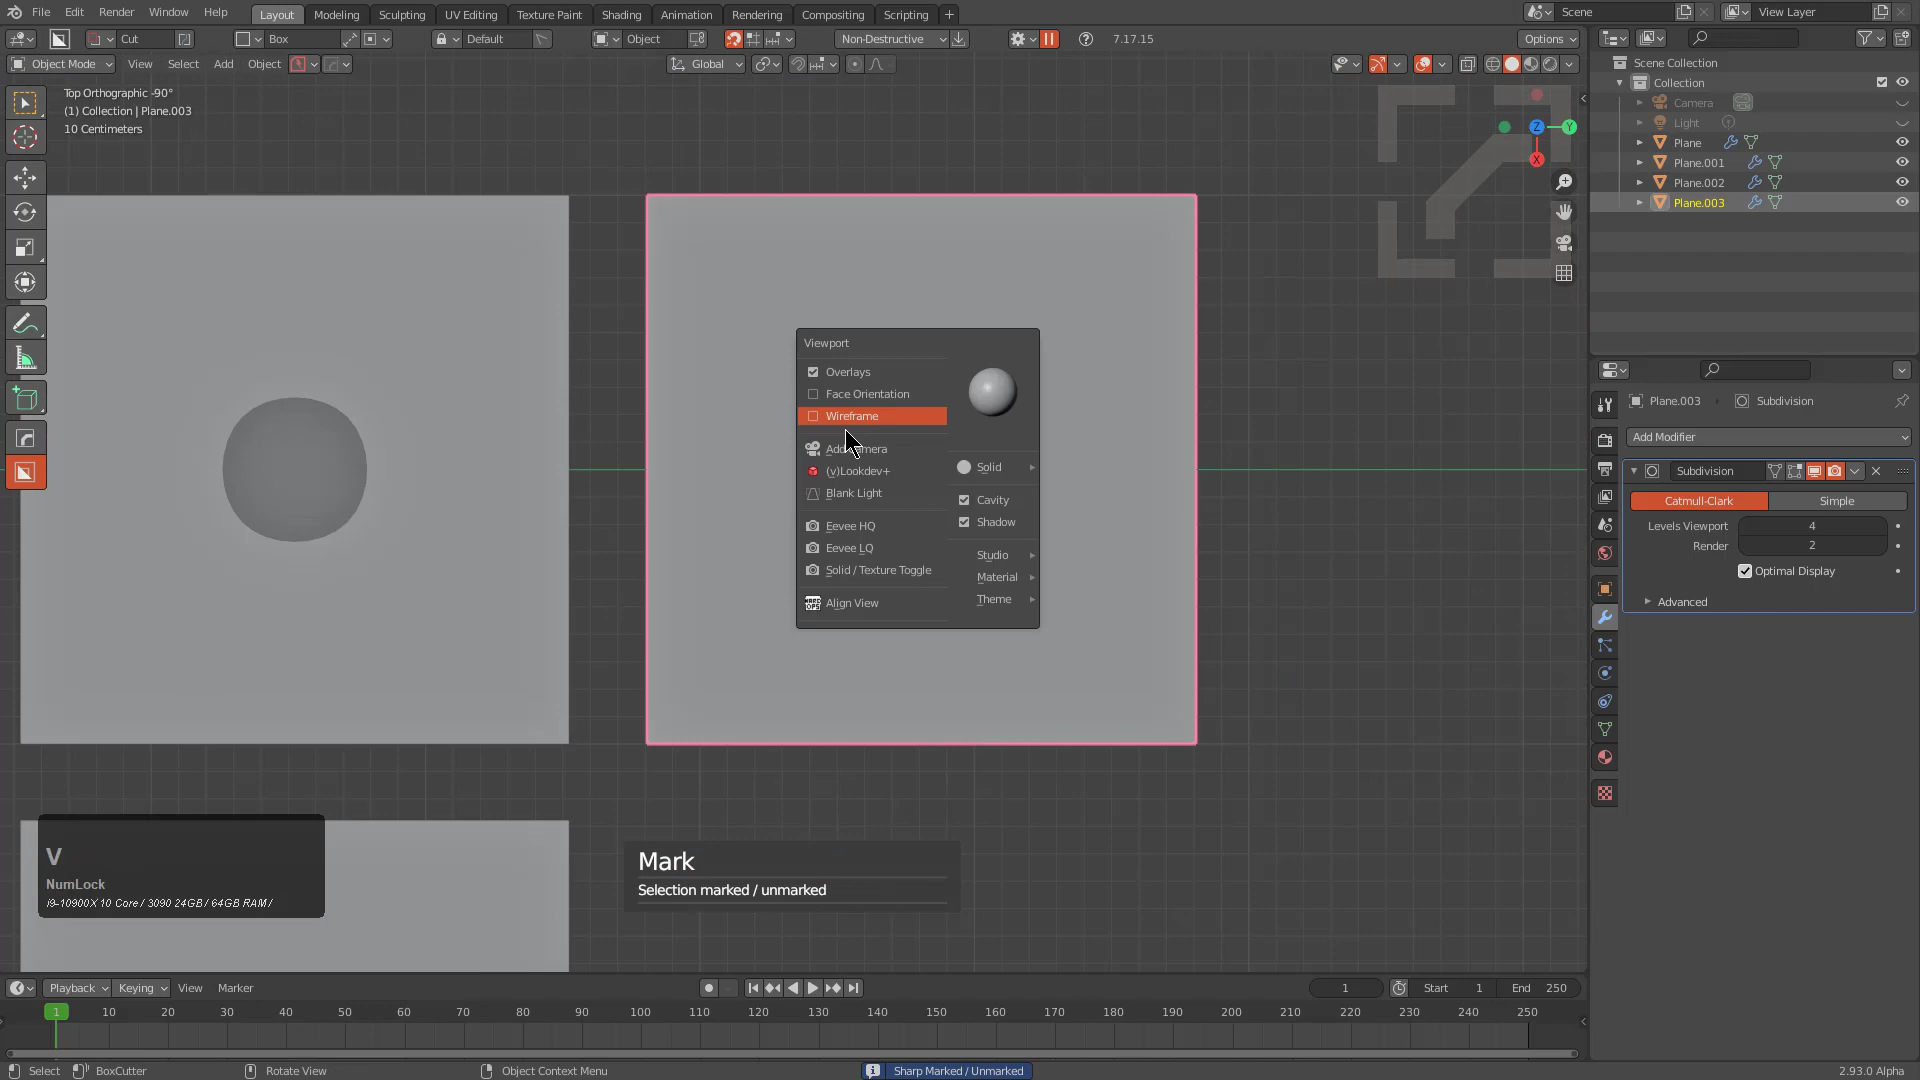 File Edit Render Window Help Layout Modeling Sculpting UV Editing Texture Paint Shading Animation Rendering Compositing Scripting + Scene View Layer
Cut Box Default Object Non-Destructive 7.17.15 Options
Object Mode View Select Add Object Global
Top Orthographic -90°
(1) Collection | Plane.003
10 Centimeters
Z Y
X
Scene Collection
Collection
Camera
Light
Plane
Plane.001
Plane.002
Plane.003
Viewport
Overlays
Face Orientation
Wireframe
Add Camera
(v)Lookdev+
Blank Light
Eevee HQ
Eevee LQ
Solid / Texture Toggle
Align View
Solid
Cavity
Shadow
Studio
Material
Theme
Plane.003 Subdivision
Add Modifier
Subdivision
Catmull-Clark Simple
Levels Viewport 4
Render 2
Optimal Display
Advanced
V
NumLock
i9-10900X 10 Core / 3090 24GB / 64GB RAM /
Mark
Selection marked / unmarked
Playback Keying View Marker 1 Start 1 End 250
1 10 20 30 40 50 60 70 80 90 100 110 120 130 140 150 160 170 180 190 200 210 220 230 240 250
Select BoxCutter Rotate View Object Context Menu Sharp Marked / Unmarked 2.93.0 Alpha